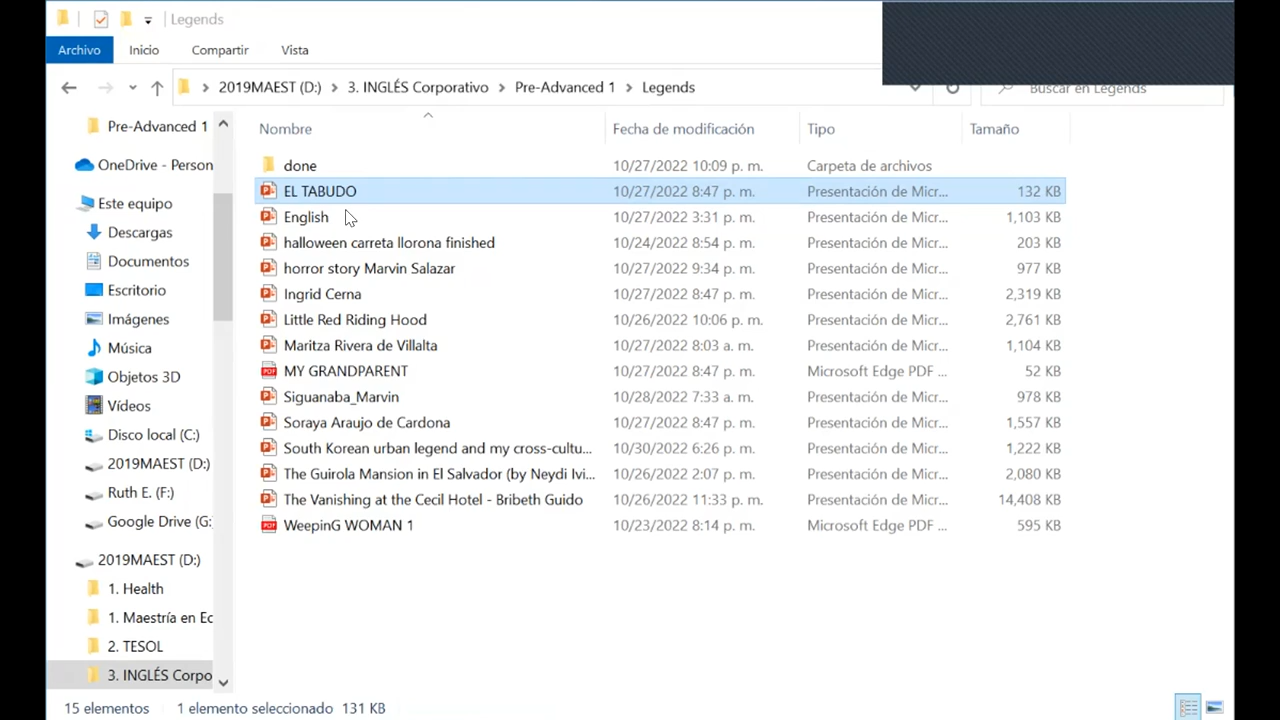 Legends
Archivo Inicio Compartir Vista
2019MAEST (D:) 3. INGLÉS Corporativo Pre-Advanced 1 Legends Buscar en Legends
Pre-Advanced 1 Nombre Fecha de modificación Tipo Tamaño
OneDrive - Person done 10/27/2022 10:09 p. m. Carpeta de archivos
EL TABUDO 10/27/2022 8:47 p. m. Presentación de Micr... 132 KB
Este equipo English 10/27/2022 3:31 p. m. Presentación de Micr... 1,103 KB
Descargas halloween carreta llorona finished 10/24/2022 8:54 p. m. Presentación de Micr... 203 KB
Documentos horror story Marvin Salazar 10/27/2022 9:34 p. m. Presentación de Micr... 977 KB
Escritorio Ingrid Cerna 10/27/2022 8:47 p. m. Presentación de Micr... 2,319 KB
Imágenes Little Red Riding Hood 10/26/2022 10:06 p. m. Presentación de Micr... 2,761 KB
Música Maritza Rivera de Villalta 10/27/2022 8:03 a. m. Presentación de Micr... 1,104 KB
Objetos 3D MY GRANDPARENT 10/27/2022 8:47 p. m. Microsoft Edge PDF ... 52 KB
Vídeos Siguanaba_Marvin 10/28/2022 7:33 a. m. Presentación de Micr... 978 KB
Disco local (C:) Soraya Araujo de Cardona 10/27/2022 8:47 p. m. Presentación de Micr... 1,557 KB
2019MAEST (D:) South Korean urban legend and my cross-cultu... 10/30/2022 6:26 p. m. Presentación de Micr... 1,222 KB
The Guirola Mansion in El Salvador (by Neydi Ivi... 10/26/2022 2:07 p. m. Presentación de Micr... 2,080 KB
Ruth E. (F:) The Vanishing at the Cecil Hotel - Bribeth Guido 10/26/2022 11:33 p. m. Presentación de Micr... 14,408 KB
Google Drive (G: WeepinG WOMAN 1 10/23/2022 8:14 p. m. Microsoft Edge PDF ... 595 KB
2019MAEST (D:)
1. Health
1. Maestría en Ec
2. TESOL
3. INGLÉS Corpo
15 elementos 1 elemento seleccionado 131 KB